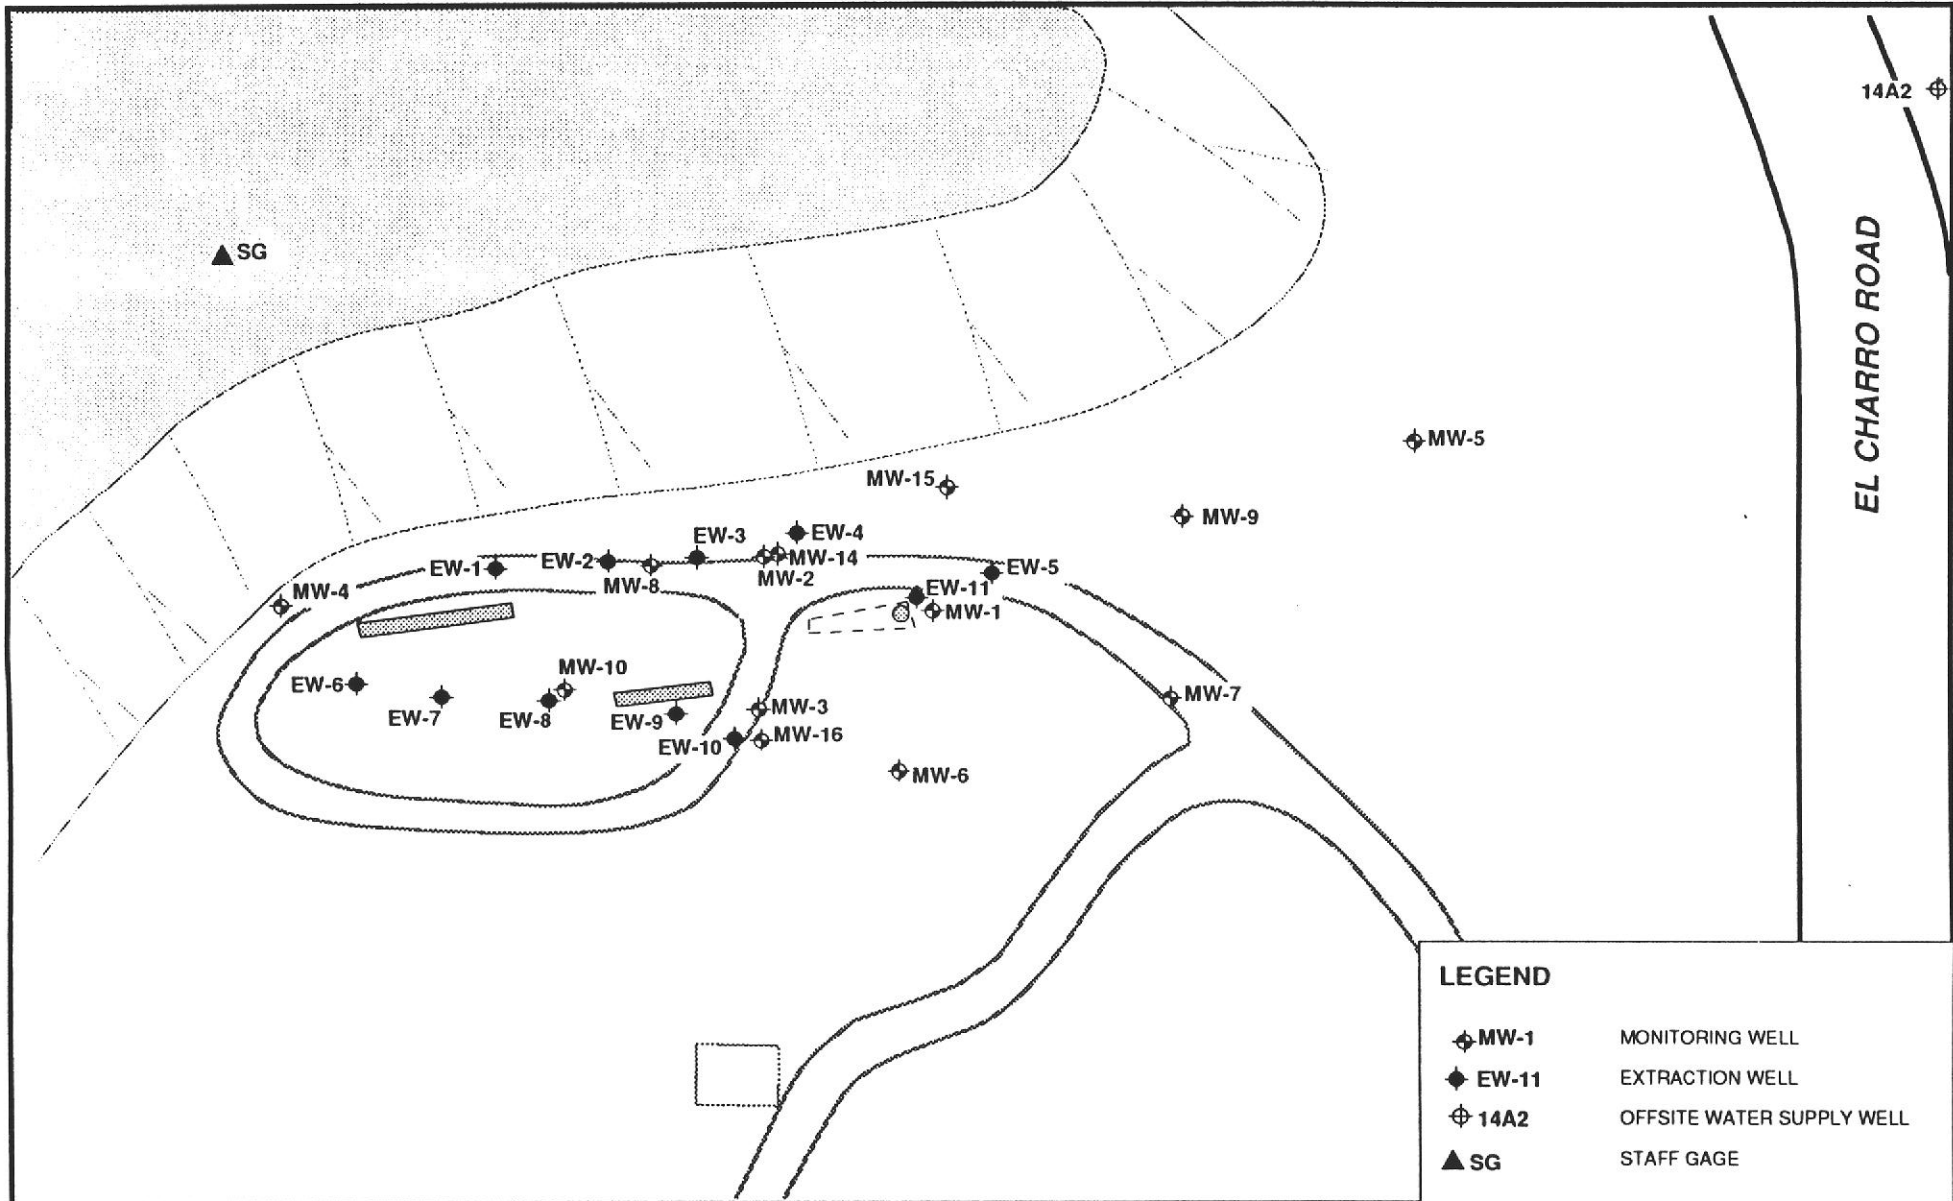 14A2
SG
EL CHARRO ROAD
MW-5
MW-15
MW-9
EW-3
EW-4
EW-1
EW-2
MW-14
MW-8
MW-2
EW-5
MW-4
EW-11
MW-1
MW-10
EW-6
EW-7
EW-8
EW-9
MW-3
MW-7
EW-10
MW-16
MW-6
LEGEND
MW-1 MONITORING WELL
EW-11 EXTRACTION WELL
14A2 OFFSITE WATER SUPPLY WELL
SG STAFF GAGE